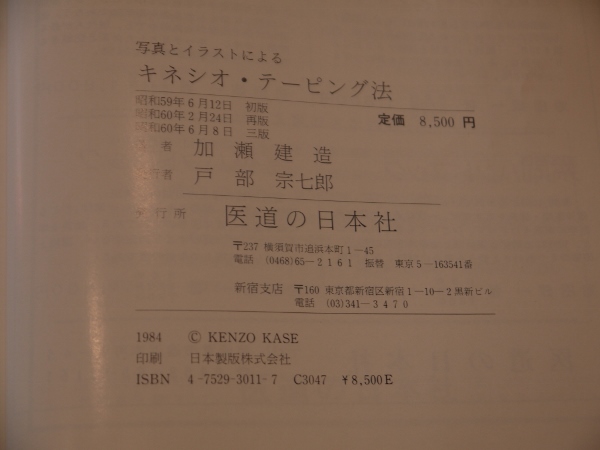 写真とイラストによる
キネシオ・テーピング法
昭和59年6月12日 初版
昭和60年2月24日 再版
昭和60年6月8日 三版
定価 8,500円
著者 加瀬建造
発行者 戸部宗七郎
発行所 医道の日本社
〒237 横須賀市追浜本町1-45
電話 (0468)65-2161 振替 東京5-163541番
新宿支店 〒160 東京都新宿区新宿1-10-2黒新ビル
電話 (03)341-3470
1984 © KENZO KASE
印刷 日本製版株式会社
ISBN 4-7529-3011-7 C3047 ¥8,500E